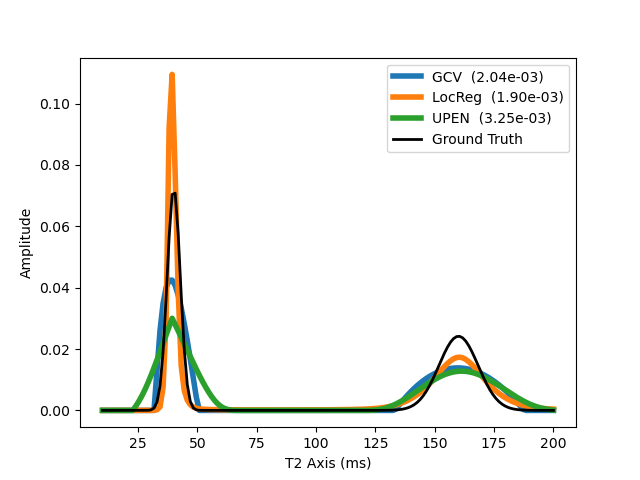 GCV (2.04e-03)
LocReg (1.90e-03)
UPEN (3.25e-03)
Ground Truth
0.10
0.08
0.06
0.04
0.02
0.00
Amplitude
25 50 75 100 125 150 175 200
T2 Axis (ms)